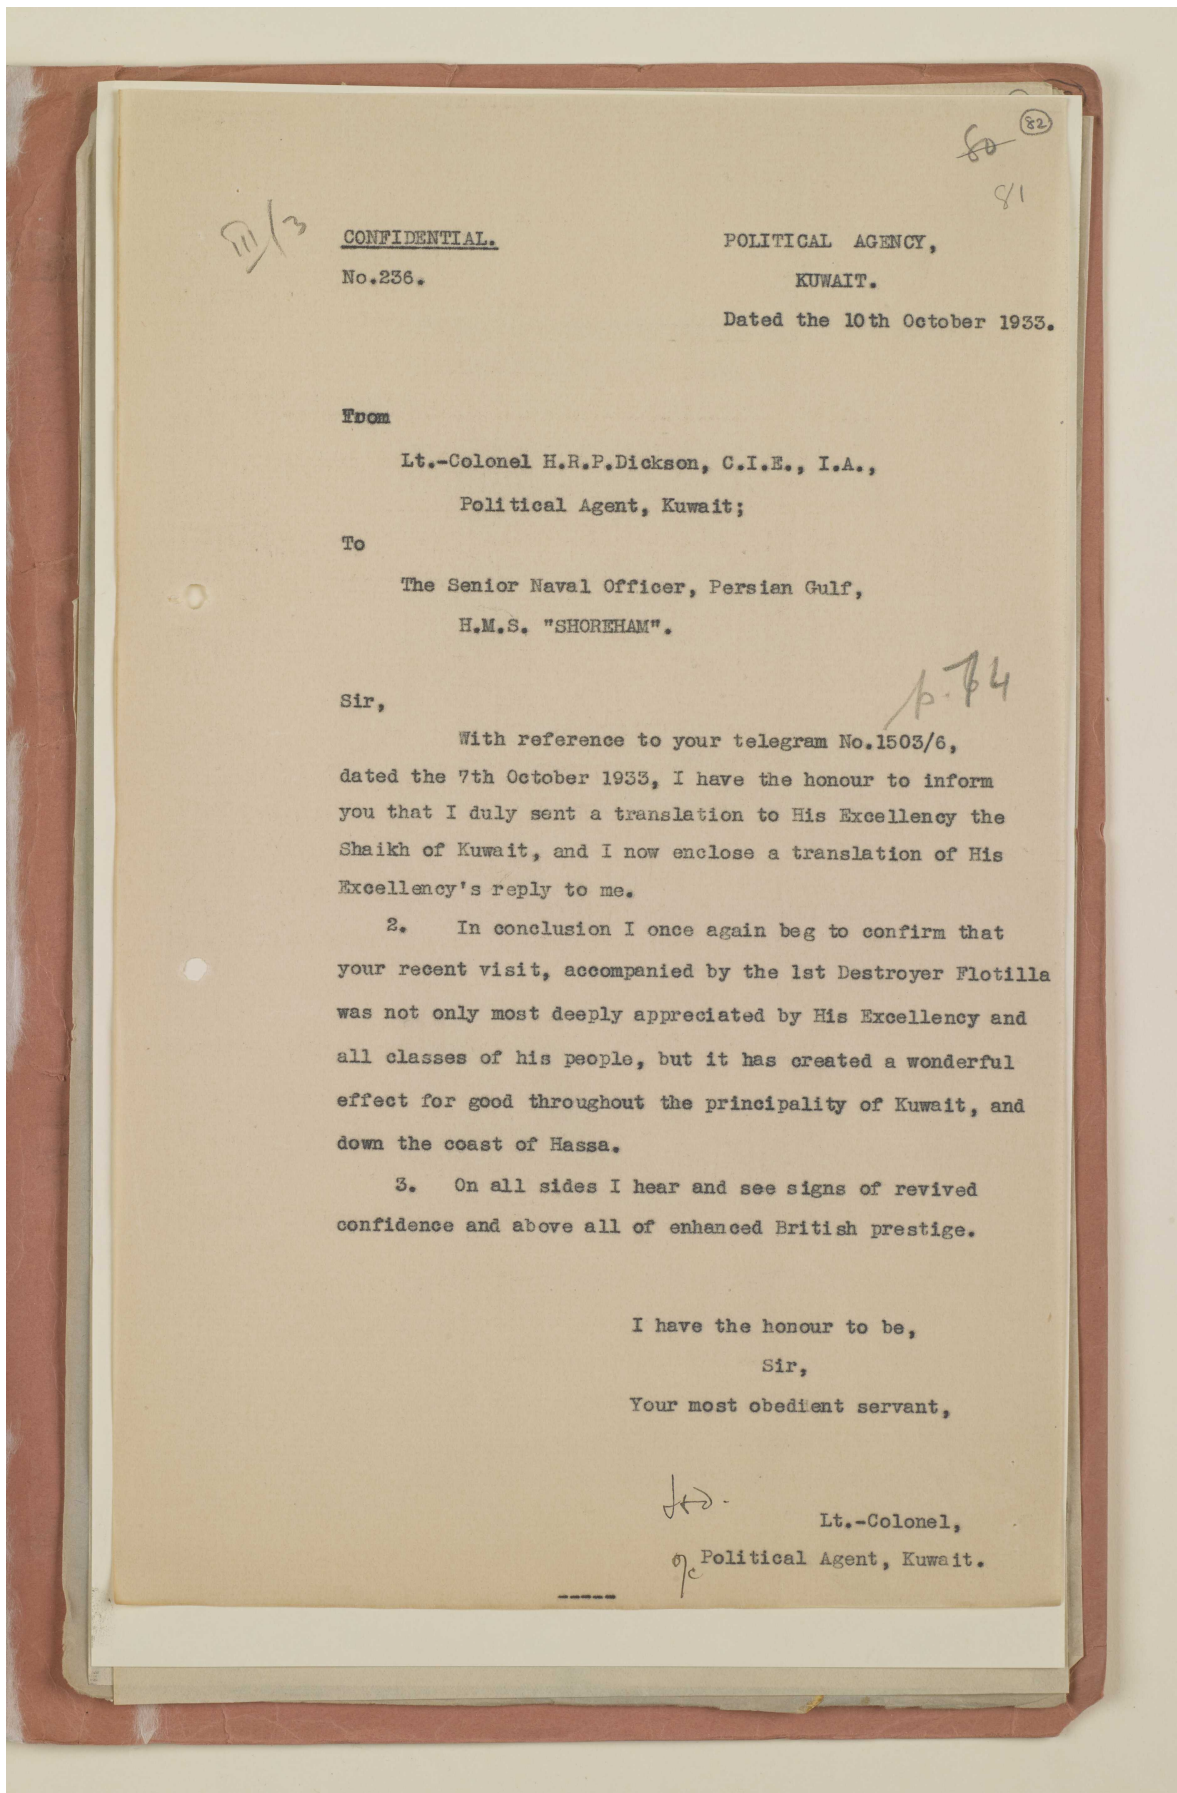 82
80
81
III/3
CONFIDENTIAL.
POLITICAL AGENCY,
No.236.
KUWAIT.
Dated the 10th October 1933.
From
Lt.-Colonel H.R.P.Dickson, C.I.E., I.A.,
Political Agent, Kuwait;
To
The Senior Naval Officer, Persian Gulf,
H.M.S. "SHOREHAM".
Sir,
With reference to your telegram No.1503/6,
dated the 7th October 1933, I have the honour to inform
you that I duly sent a translation to His Excellency the
Shaikh of Kuwait, and I now enclose a translation of His
Excellency's reply to me.
2. In conclusion I once again beg to confirm that
your recent visit, accompanied by the 1st Destroyer Flotilla
was not only most deeply appreciated by His Excellency and
all classes of his people, but it has created a wonderful
effect for good throughout the principality of Kuwait, and
down the coast of Hassa.
3. On all sides I hear and see signs of revived
confidence and above all of enhanced British prestige.
I have the honour to be,
Sir,
Your most obedient servant,
Lt.-Colonel,
Political Agent, Kuwait.
-----